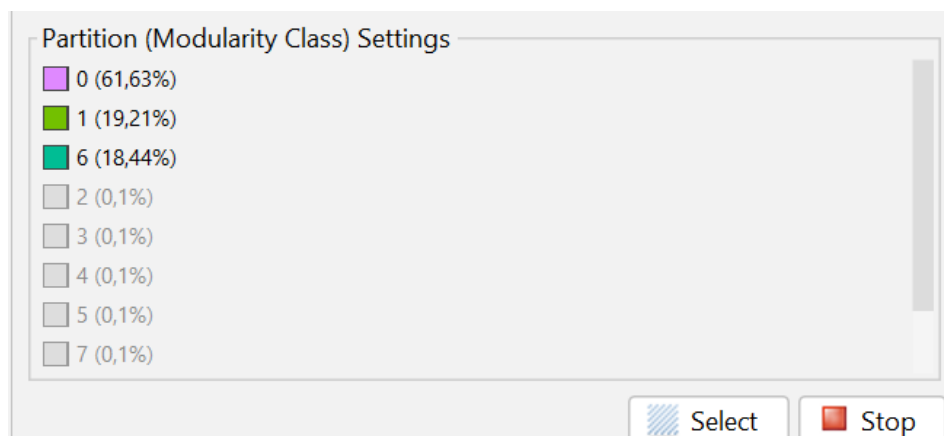 Partition (Modularity Class) Settings
0 (61,63%)
1 (19,21%)
6 (18,44%)
2 (0,1%)
3 (0,1%)
4 (0,1%)
5 (0,1%)
7 (0,1%)
Select
Stop